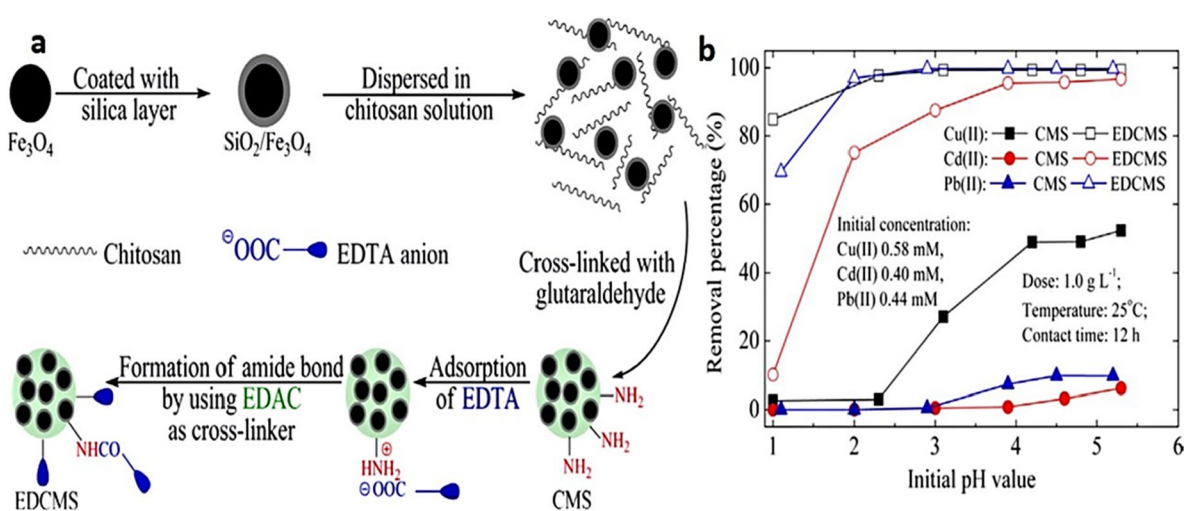 a
Coated with
silica layer
Fe3O4
SiO2/Fe3O4
Dispersed in
chitosan solution
Chitosan
⊖OOC
EDTA anion
Cross-linked with
glutaraldehyde
Formation of amide bond
by using EDAC
as cross-linker
Adsorption
of EDTA
NH2
NH2
NH2
CMS
⊕
HNH2
⊖OOC
NHCO
EDCMS
b
Removal percentage (%)
100
80
60
40
20
0
Cu(II): CMS EDCMS
Cd(II): CMS EDCMS
Pb(II): CMS EDCMS
Initial concentration:
Cu(II) 0.58 mM,
Cd(II) 0.40 mM,
Pb(II) 0.44 mM
Dose: 1.0 g L-1;
Temperature: 25°C;
Contact time: 12 h
1 2 3 4 5 6
Initial pH value